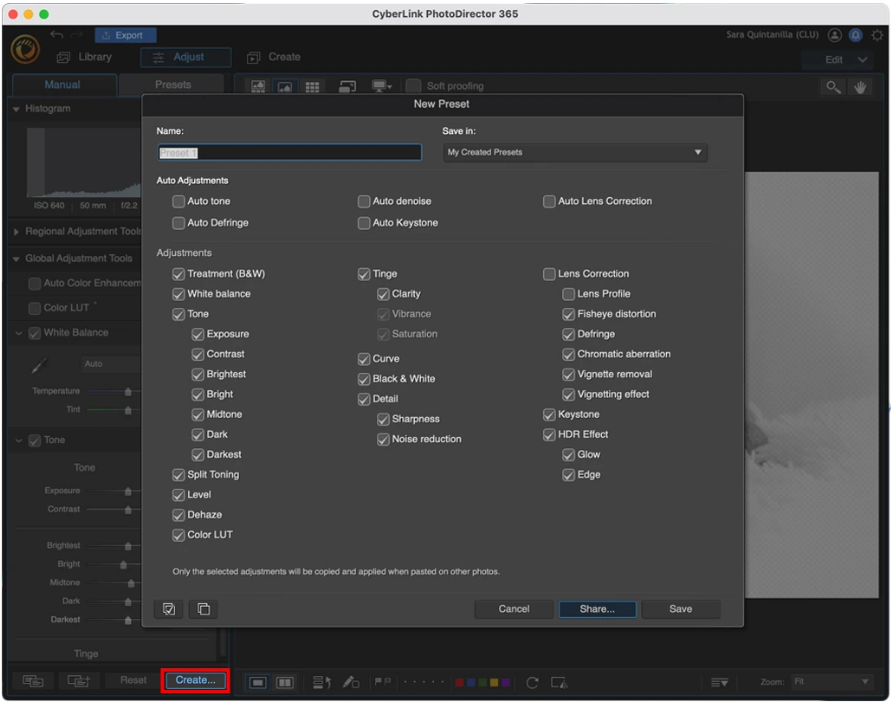 CyberLink PhotoDirector 365
Export
Sara Quintanilla (CLU)
Library
Adjust
Create
Edit
Manual
Presets
Soft proofing
Histogram
ISO 640 50 mm f/2.2
Regional Adjustment Tools
Global Adjustment Tools
Auto Color Enhancem
Color LUT
White Balance
Auto
Temperature
Tint
Tone
Tone
Exposure
Contrast
Brightest
Bright
Midtone
Dark
Darkest
Tinge
Reset
Create...
Zoom: Fit
New Preset
Name:
Save in:
Preset 1
My Created Presets
Auto Adjustments
Auto tone
Auto denoise
Auto Lens Correction
Auto Defringe
Auto Keystone
Adjustments
Treatment (B&W)
White balance
Tone
Exposure
Contrast
Brightest
Bright
Midtone
Dark
Darkest
Split Toning
Level
Dehaze
Color LUT
Tinge
Clarity
Vibrance
Saturation
Curve
Black & White
Detail
Sharpness
Noise reduction
Lens Correction
Lens Profile
Fisheye distortion
Defringe
Chromatic aberration
Vignette removal
Vignetting effect
Keystone
HDR Effect
Glow
Edge
Only the selected adjustments will be copied and applied when pasted on other photos.
Cancel
Share...
Save